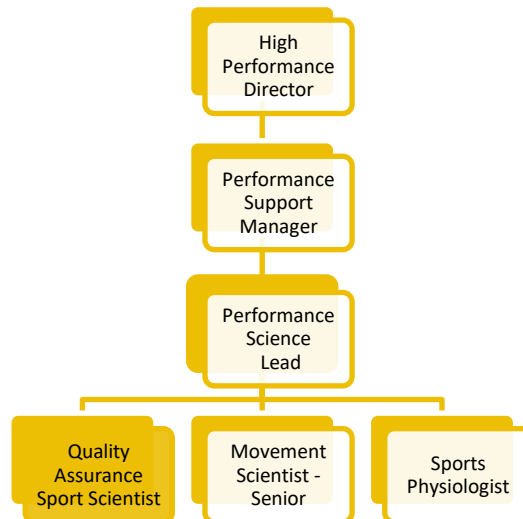 High
Performance
Director
Performance
Support
Manager
Performance
Science
Lead
Quality
Assurance
Sport Scientist
Movement
Scientist -
Senior
Sports
Physiologist